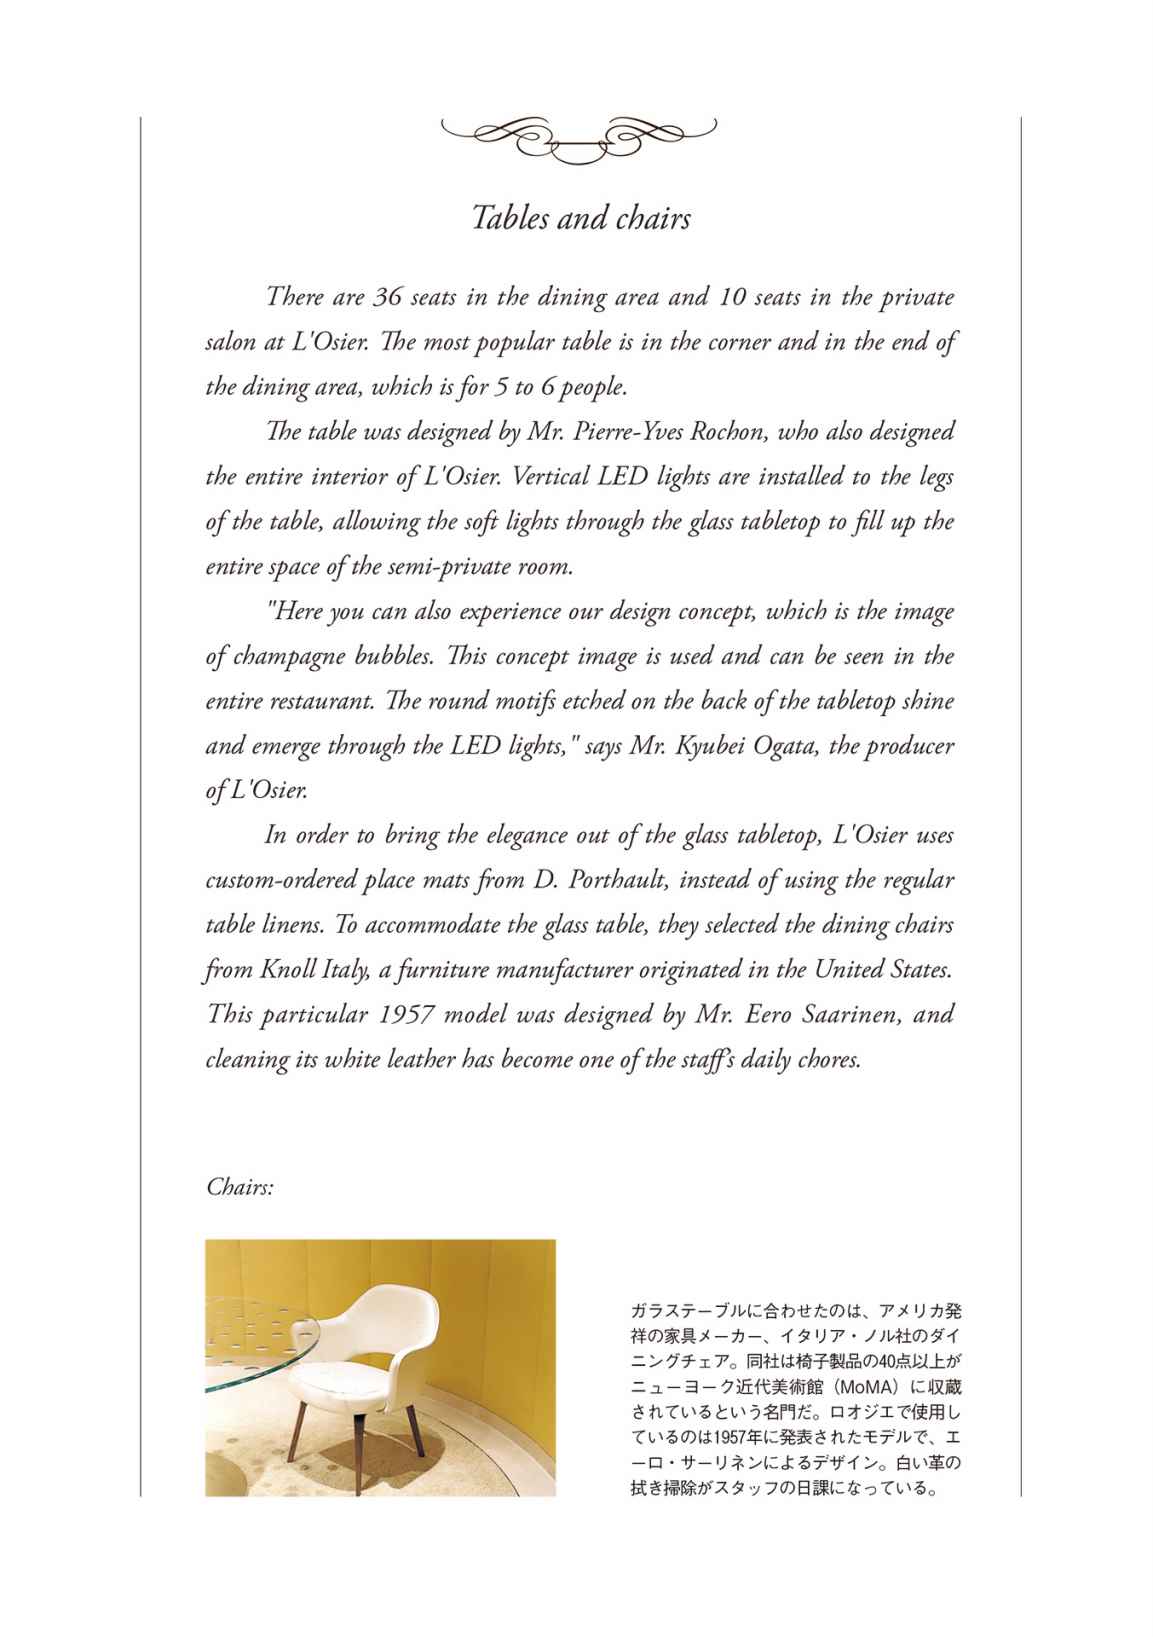 Tables and chairs
There are 36 seats in the dining area and 10 seats in the private
salon at L'Osier. The most popular table is in the corner and in the end of
the dining area, which is for 5 to 6 people.
The table was designed by Mr. Pierre-Yves Rochon, who also designed
the entire interior of L'Osier. Vertical LED lights are installed to the legs
of the table, allowing the soft lights through the glass tabletop to fill up the
entire space of the semi-private room.
"Here you can also experience our design concept, which is the image
of champagne bubbles. This concept image is used and can be seen in the
entire restaurant. The round motifs etched on the back of the tabletop shine
and emerge through the LED lights," says Mr. Kyubei Ogata, the producer
of L'Osier.
In order to bring the elegance out of the glass tabletop, L'Osier uses
custom-ordered place mats from D. Porthault, instead of using the regular
table linens. To accommodate the glass table, they selected the dining chairs
from Knoll Italy, a furniture manufacturer originated in the United States.
This particular 1957 model was designed by Mr. Eero Saarinen, and
cleaning its white leather has become one of the staff's daily chores.
Chairs:
ガラステーブルに合わせたのは、アメリカ発
祥の家具メーカー、イタリア・ノル社のダイ
ニングチェア。同社は椅子製品の40点以上が
ニューヨーク近代美術館（MoMA）に収蔵
されているという名門だ。ロオジエで使用し
ているのは1957年に発表されたモデルで、エ
ーロ・サーリネンによるデザイン。白い革の
拭き掃除がスタッフの日課になっている。